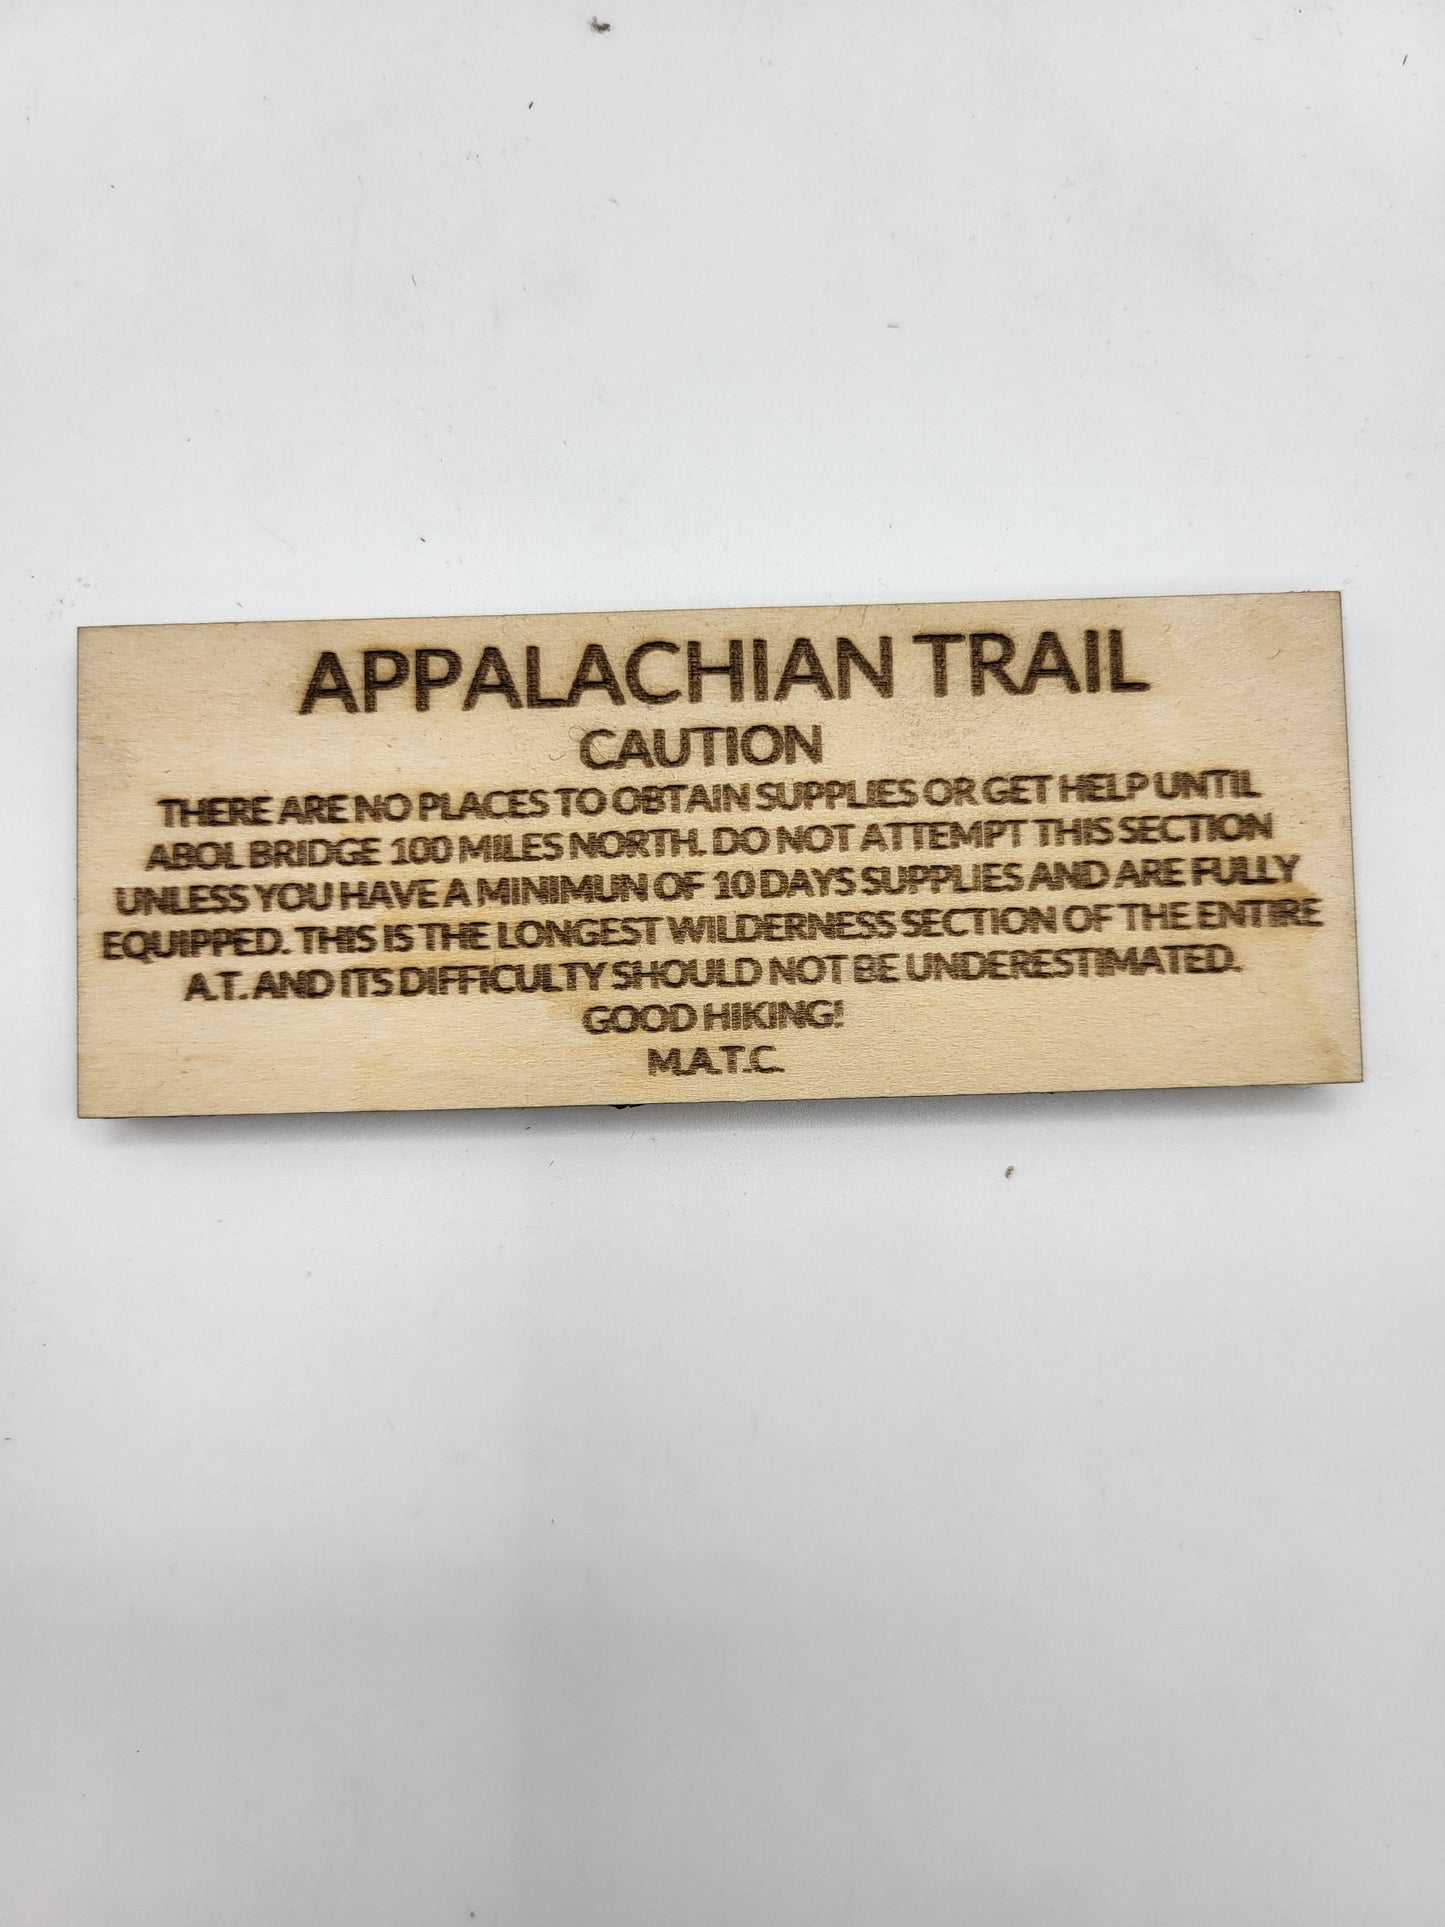 APPALACHIAN TRAIL
CAUTION
THERE ARE NO PLACES TO OBTAIN SUPPLIES OR GET HELP UNTIL
ABOL BRIDGE 100 MILES NORTH. DO NOT ATTEMPT THIS SECTION
UNLESS YOU HAVE A MINIMUN OF 10 DAYS SUPPLIES AND ARE FULLY
EQUIPPED. THIS IS THE LONGEST WILDERNESS SECTION OF THE ENTIRE
A.T. AND ITS DIFFICULTY SHOULD NOT BE UNDERESTIMATED.
GOOD HIKING!
M.A.T.C.